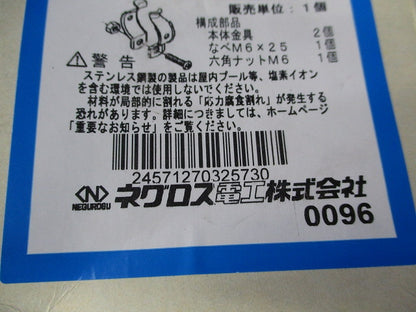 販売単位：1個
構成部品
本体金具 2個
なべM6×25 1個
六角ナットM6 1個
警告
ステンレス鋼製の製品は屋内プール等、塩素イオン
を含む環境では使用しないでください。
材料が局部的に割れる「応力腐食割れ」が発生する
恐れがあります。詳細につきましては、ホームページ
「重要なお知らせ」をご覧ください。
24571270325730
NEGUROSU ネグロス電工株式会社
0096